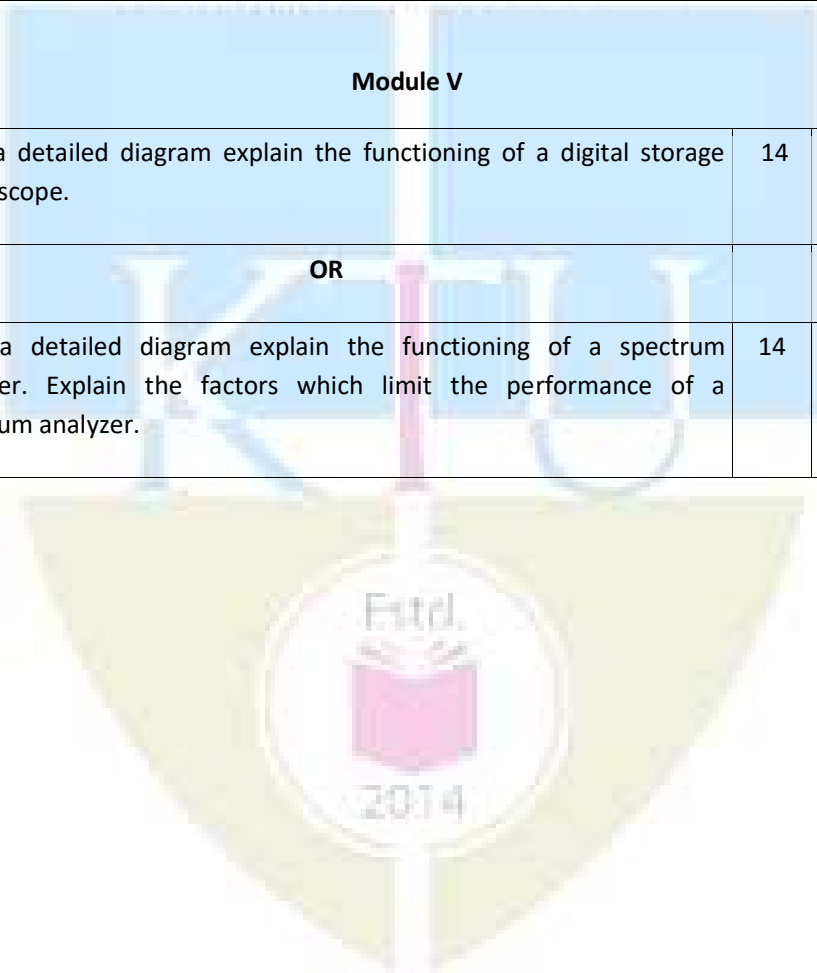 Module V
a detailed diagram explain the functioning of a digital storage 14
scope.
OR
a detailed diagram explain the functioning of a spectrum 14
er. Explain the factors which limit the performance of a
um analyzer.
KTU
Estd.
2014